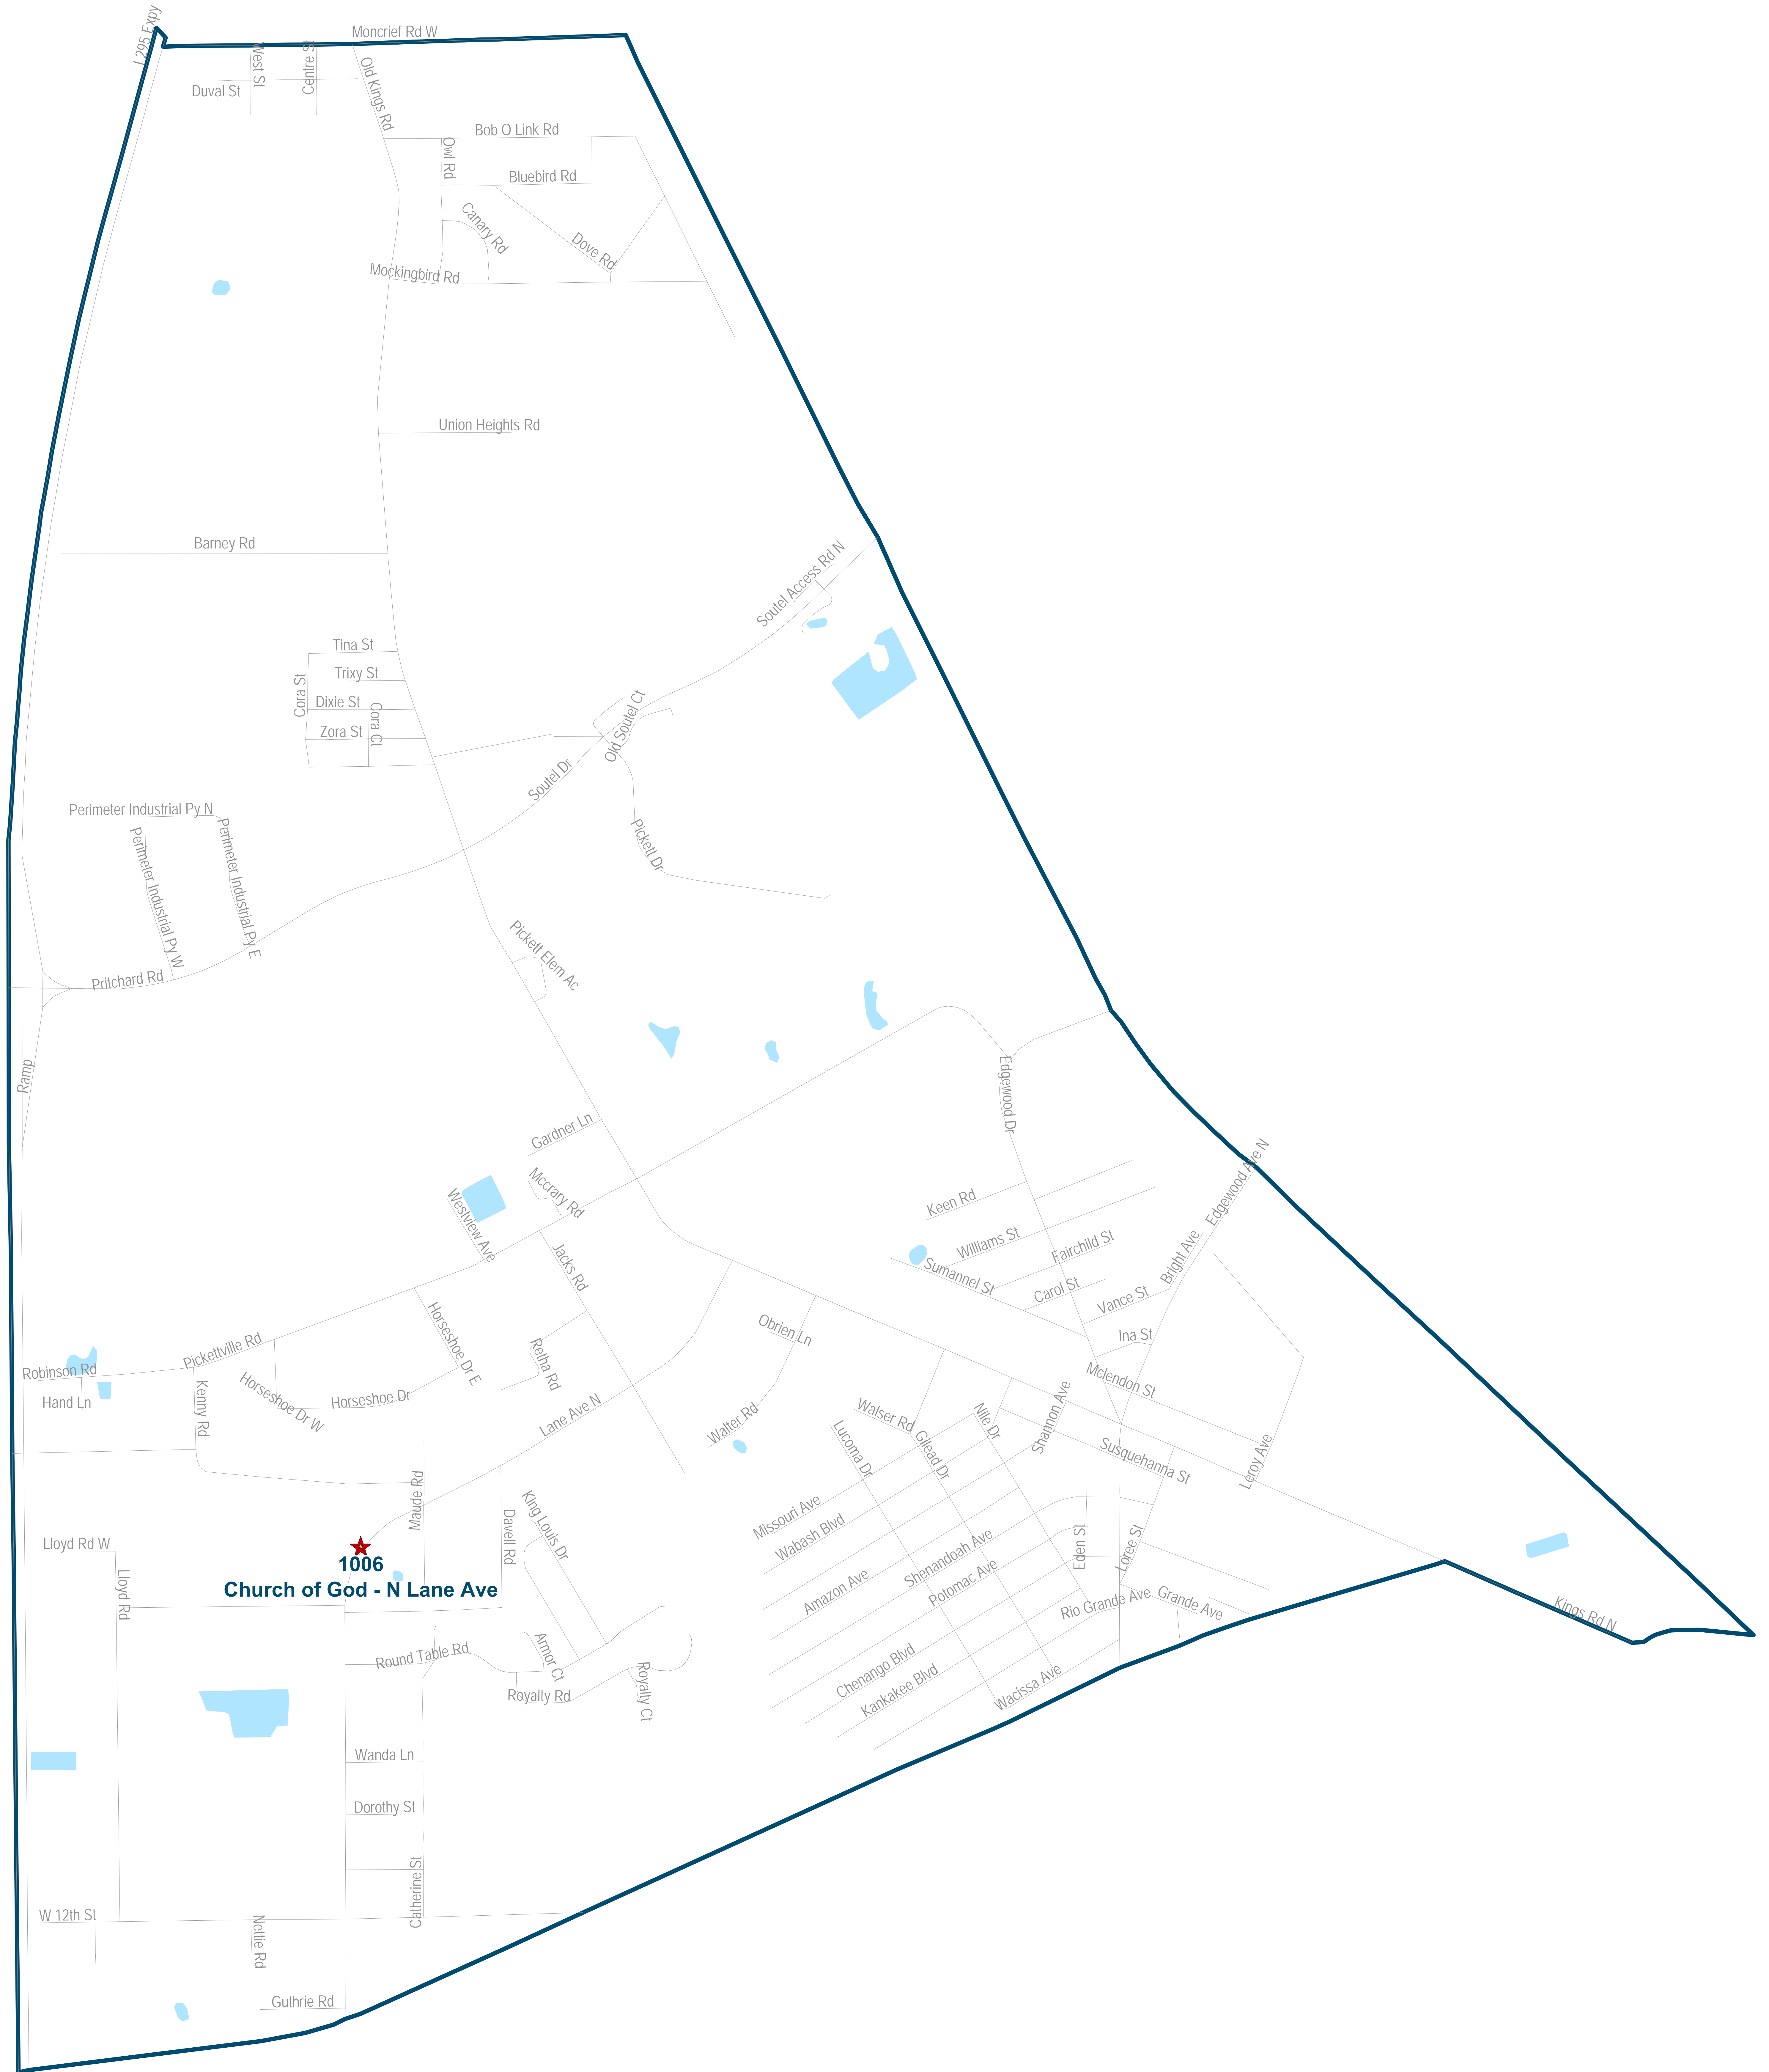 I 295 Expy
Moncrief Rd W
West St
Centre St
Old Kings Rd
Duval St
Bob O Link Rd
Owl Rd
Bluebird Rd
Canary Rd
Dove Rd
Mockingbird Rd
Union Heights Rd
Barney Rd
Soutel Access Rd N
Tina St
Trixy St
Cora St
Dixie St
Cora Ct
Zora St
Old Soutel Ct
Soutel Dr
Perimeter Industrial Py N
Perimeter Industrial Py W
Perimeter Industrial Py E
Pickett Dr
Pickett Elem Ac
Pritchard Rd
Ramp
Edgewood Dr
Gardner Ln
Mccrary Rd
Westview Ave
Edgewood Ave N
Keen Rd
Williams St
Fairchild St
Bright Ave
Sumannel St
Carol St
Vance St
Jacks Rd
Obrien Ln
Ina St
Horseshoe Dr E
Pickettville Rd
Retha Rd
Robinson Rd
Mclendon St
Hand Ln
Kenny Rd
Horseshoe Dr W
Horseshoe Dr
Lane Ave N
Walter Rd
Walser Rd
Lucoma Dr
Gilead Dr
Nile Dr
Shannon Ave
Susquehanna St
Leroy Ave
Maude Rd
Davell Rd
King Louis Dr
Missouri Ave
Wabash Blvd
Lloyd Rd W
Amazon Ave
Shenandoah Ave
Potomac Ave
Eden St
Loree St
1006
Church of God - N Lane Ave
Lloyd Rd
Rio Grande Ave
Grande Ave
Kings Rd N
Round Table Rd
Armor Ct
Royalty Rd
Royalty Ct
Chenango Blvd
Kankakee Blvd
Wacissa Ave
Wanda Ln
Dorothy St
Catherine St
W 12th St
Nettie Rd
Guthrie Rd